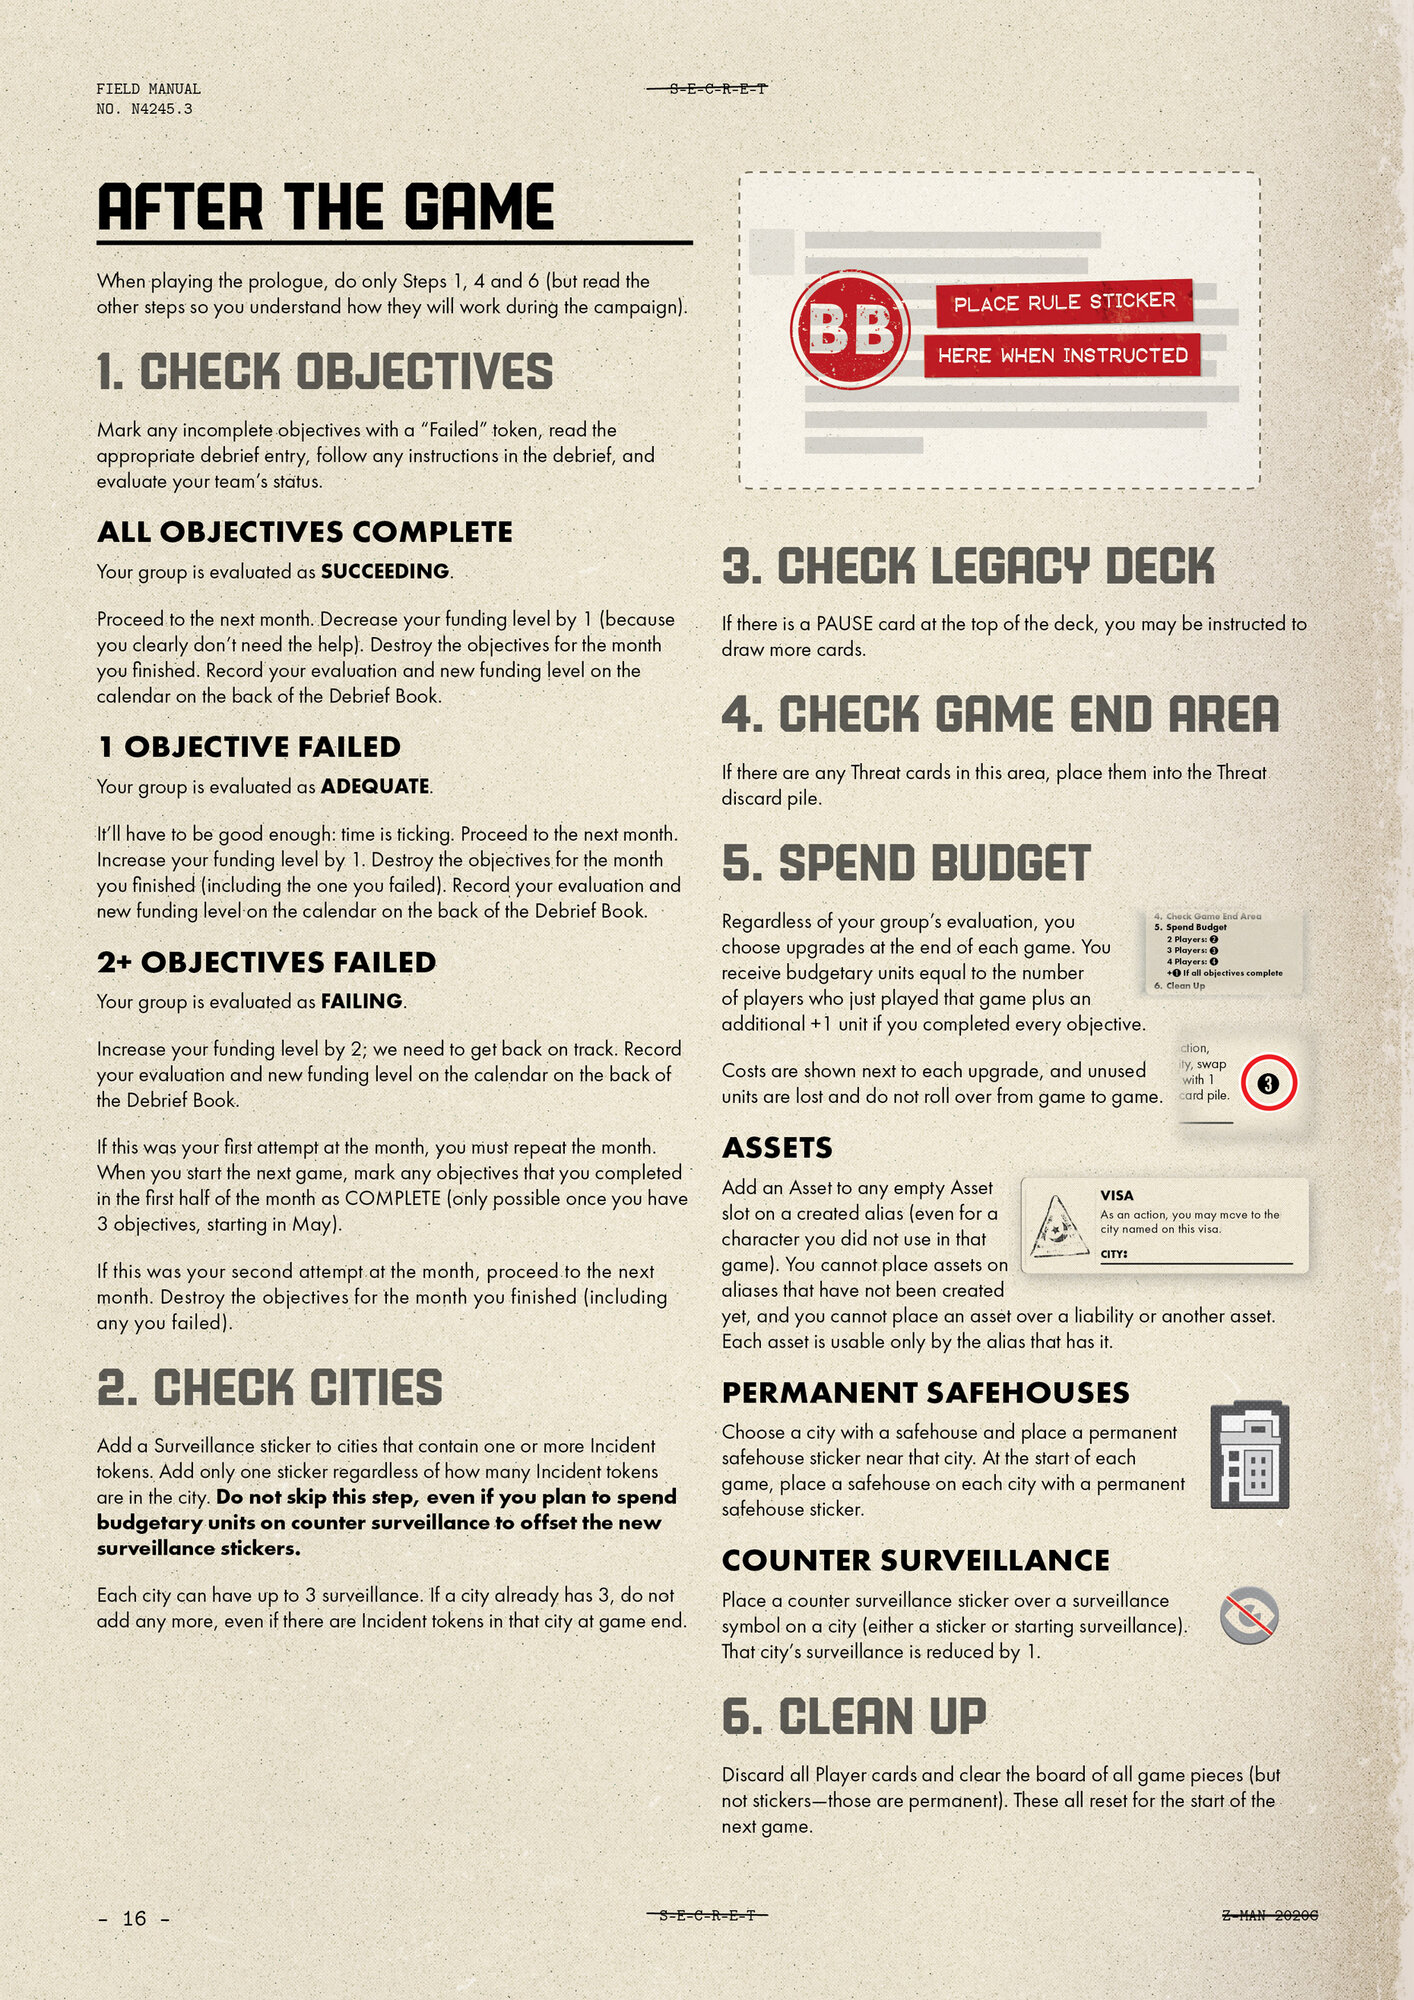 FIELD MANUAL
NO. N4245.3
S-E-C-R-E-T
AFTER THE GAME
When playing the prologue, do only Steps 1, 4 and 6 (but read the
other steps so you understand how they will work during the campaign).
1. CHECK OBJECTIVES
Mark any incomplete objectives with a “Failed” token, read the
appropriate debrief entry, follow any instructions in the debrief, and
evaluate your team’s status.
ALL OBJECTIVES COMPLETE
Your group is evaluated as SUCCEEDING.
Proceed to the next month. Decrease your funding level by 1 (because
you clearly don’t need the help). Destroy the objectives for the month
you finished. Record your evaluation and new funding level on the
calendar on the back of the Debrief Book.
1 OBJECTIVE FAILED
Your group is evaluated as ADEQUATE.
It’ll have to be good enough: time is ticking. Proceed to the next month.
Increase your funding level by 1. Destroy the objectives for the month
you finished (including the one you failed). Record your evaluation and
new funding level on the calendar on the back of the Debrief Book.
2+ OBJECTIVES FAILED
Your group is evaluated as FAILING.
Increase your funding level by 2; we need to get back on track. Record
your evaluation and new funding level on the calendar on the back of
the Debrief Book.
If this was your first attempt at the month, you must repeat the month.
When you start the next game, mark any objectives that you completed
in the first half of the month as COMPLETE (only possible once you have
3 objectives, starting in May).
If this was your second attempt at the month, proceed to the next
month. Destroy the objectives for the month you finished (including
any you failed).
2. CHECK CITIES
Add a Surveillance sticker to cities that contain one or more Incident
tokens. Add only one sticker regardless of how many Incident tokens
are in the city. Do not skip this step, even if you plan to spend
budgetary units on counter surveillance to offset the new
surveillance stickers.
Each city can have up to 3 surveillance. If a city already has 3, do not
add any more, even if there are Incident tokens in that city at game end.
BB
PLACE RULE STICKER
HERE WHEN INSTRUCTED
3. CHECK LEGACY DECK
If there is a PAUSE card at the top of the deck, you may be instructed to
draw more cards.
4. CHECK GAME END AREA
If there are any Threat cards in this area, place them into the Threat
discard pile.
5. SPEND BUDGET
Regardless of your group’s evaluation, you
choose upgrades at the end of each game. You
receive budgetary units equal to the number
of players who just played that game plus an
additional +1 unit if you completed every objective.
4. Check Game End Area
5. Spend Budget
2 Players: 2
3 Players: 3
4 Players: 4
+1 If all objectives complete
6. Clean Up
Costs are shown next to each upgrade, and unused
units are lost and do not roll over from game to game.
ction,
ity, swap
with 1
card pile.
3
ASSETS
Add an Asset to any empty Asset
slot on a created alias (even for a
character you did not use in that
game). You cannot place assets on
aliases that have not been created
yet, and you cannot place an asset over a liability or another asset.
Each asset is usable only by the alias that has it.
VISA
As an action, you may move to the
city named on this visa.
CITY:
PERMANENT SAFEHOUSES
Choose a city with a safehouse and place a permanent
safehouse sticker near that city. At the start of each
game, place a safehouse on each city with a permanent
safehouse sticker.
COUNTER SURVEILLANCE
Place a counter surveillance sticker over a surveillance
symbol on a city (either a sticker or starting surveillance).
That city’s surveillance is reduced by 1.
6. CLEAN UP
Discard all Player cards and clear the board of all game pieces (but
not stickers—those are permanent). These all reset for the start of the
next game.
- 16 -
S-E-C-R-E-T
Z-MAN 2020G